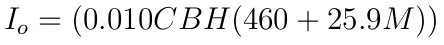 I_o = (0.010CBH(460 + 25.9M))